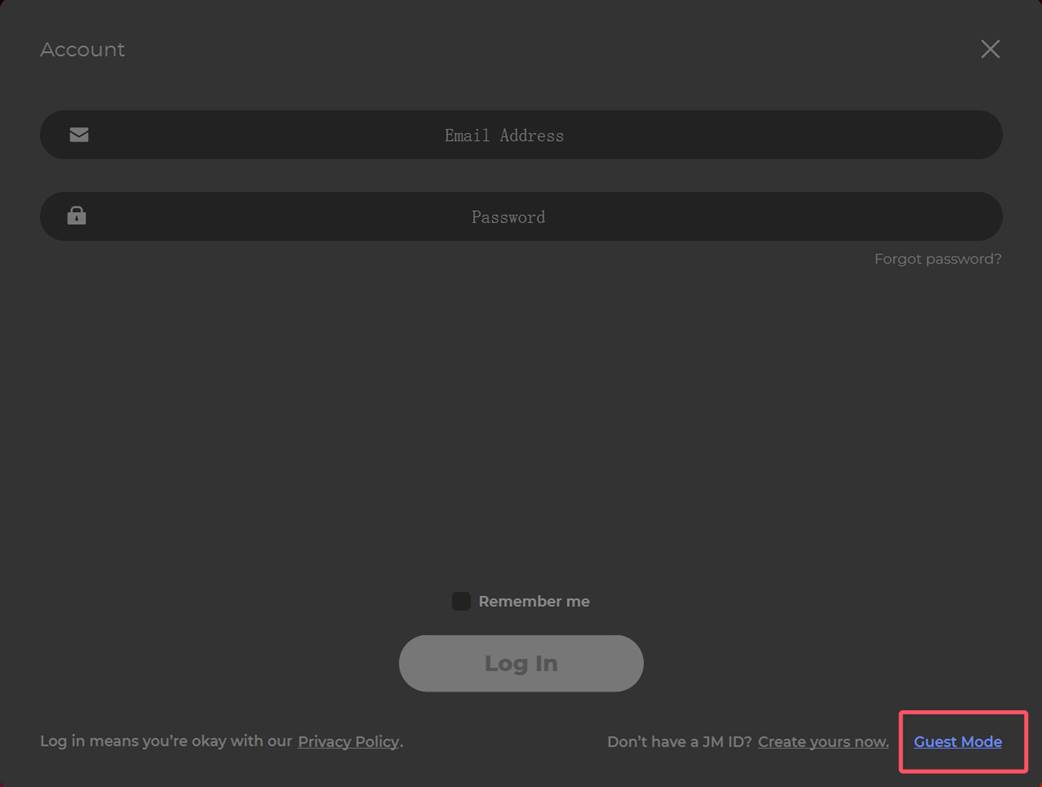 Account
Email Address
Password
Forgot password?
Remember me
Log In
Log in means you're okay with our Privacy Policy.
Don't have a JM ID? Create yours now. Guest Mode